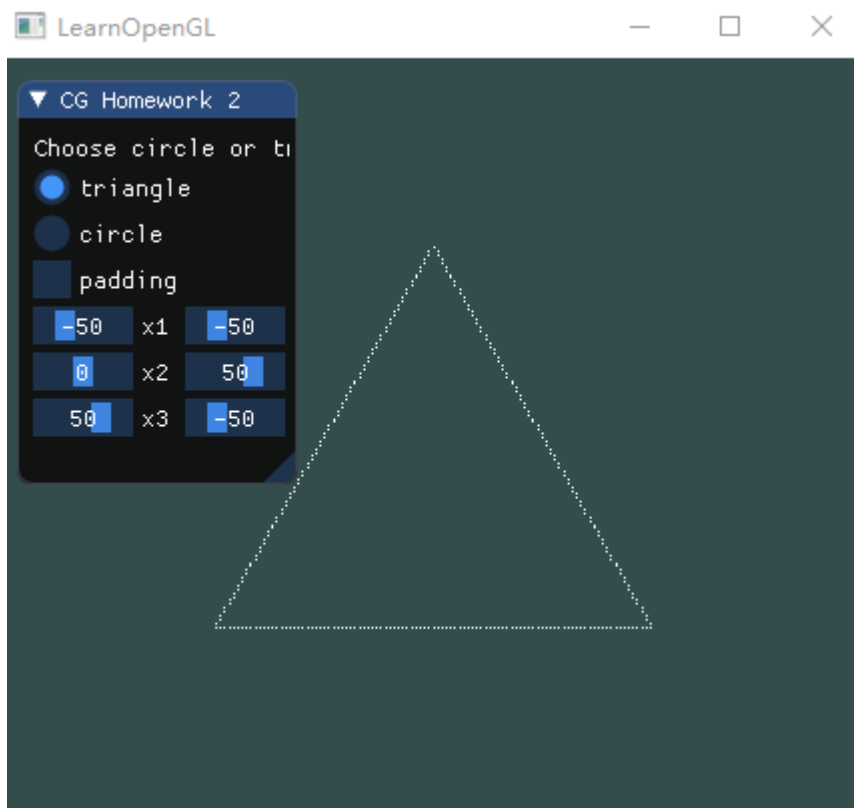 LearnOpenGL
CG Homework 2
Choose circle or
triangle
circle
padding
-50 x1 -50
0 x2 50
50 x3 -50